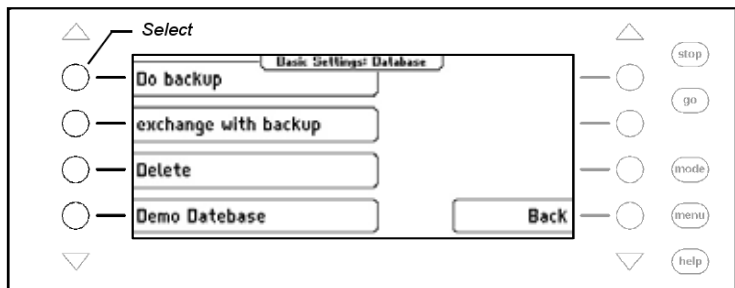 Select
Basic Settings: Database
Do backup
exchange with backup
Delete
Demo Datebase
Back
stop
go
mode
menu
help